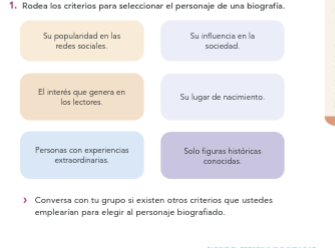 1. Rodea los criterios para seleccionar el personaje de una biografía.
Su popularidad en las
redes sociales.
Su influencia en la
sociedad.
El interés que genera en
los lectores.
Su lugar de nacimiento.
Personas con experiencias
extraordinarias.
Solo figuras históricas
conocidas.
› Conversa con tu grupo si existen otros criterios que ustedes
emplearían para elegir al personaje biografiado.